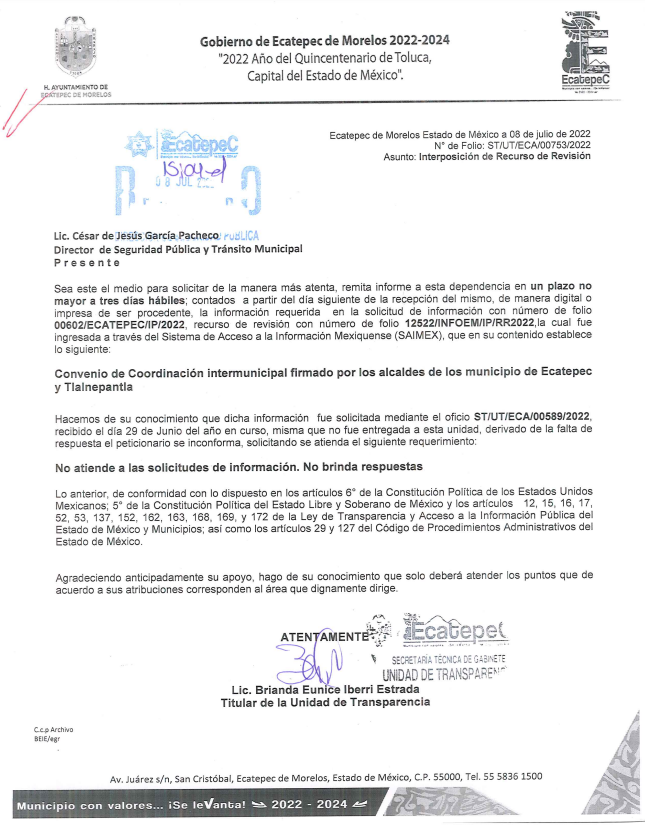 Gobierno de Ecatepec de Morelos 2022-2024
"2022 Año del Quincentenario de Toluca,
Capital del Estado de México".
H. AYUNTAMIENTO DE
ECATEPEC DE MORELOS
EcatepeC
Ecatepec de Morelos Estado de México a 08 de julio de 2022
N° de Folio: ST/UT/ECA/00753/2022
Asunto: Interposición de Recurso de Revisión
EcatepeC
Lic. César de Jesús García Pacheco
Director de Seguridad Pública y Tránsito Municipal
P r e s e n t e
Sea este el medio para solicitar de la manera más atenta, remita informe a esta dependencia en un plazo no
mayor a tres días hábiles; contados a partir del día siguiente de la recepción del mismo, de manera digital o
impresa de ser procedente, la información requerida en la solicitud de información con número de folio
00602/ECATEPEC/IP/2022, recurso de revisión con número de folio 12522/INFOEM/IP/RR2022,la cual fue
ingresada a través del Sistema de Acceso a la Información Mexiquense (SAIMEX), que en su contenido establece
lo siguiente:
Convenio de Coordinación intermunicipal firmado por los alcaldes de los municipio de Ecatepec
y Tlalnepantla
Hacemos de su conocimiento que dicha información fue solicitada mediante el oficio ST/UT/ECA/00589/2022,
recibido el día 29 de Junio del año en curso, misma que no fue entregada a esta unidad, derivado de la falta de
respuesta el peticionario se inconforma, solicitando se atienda el siguiente requerimiento:
No atiende a las solicitudes de información. No brinda respuestas
Lo anterior, de conformidad con lo dispuesto en los artículos 6° de la Constitución Política de los Estados Unidos
Mexicanos; 5° de la Constitución Política del Estado Libre y Soberano de México y los artículos 12, 15, 16, 17,
52, 53, 137, 152, 162, 163, 168, 169, y 172 de la Ley de Transparencia y Acceso a la Información Pública del
Estado de México y Municipios; así como los artículos 29 y 127 del Código de Procedimientos Administrativos del
Estado de México.
Agradeciendo anticipadamente su apoyo, hago de su conocimiento que solo deberá atender los puntos que de
acuerdo a sus atribuciones corresponden al área que dignamente dirige.
ATENTAMENTE
EcatepeC
SECRETARÍA TÉCNICA DE GABINETE
UNIDAD DE TRANSPARENC
Lic. Brianda Eunice Iberri Estrada
Titular de la Unidad de Transparencia
C.c.p Archivo
BEIE/egr
Av. Juárez s/n, San Cristóbal, Ecatepec de Morelos, Estado de México, C.P. 55000, Tel. 55 5836 1500
Municipio con valores... ¡Se leVanta! 2022 - 2024